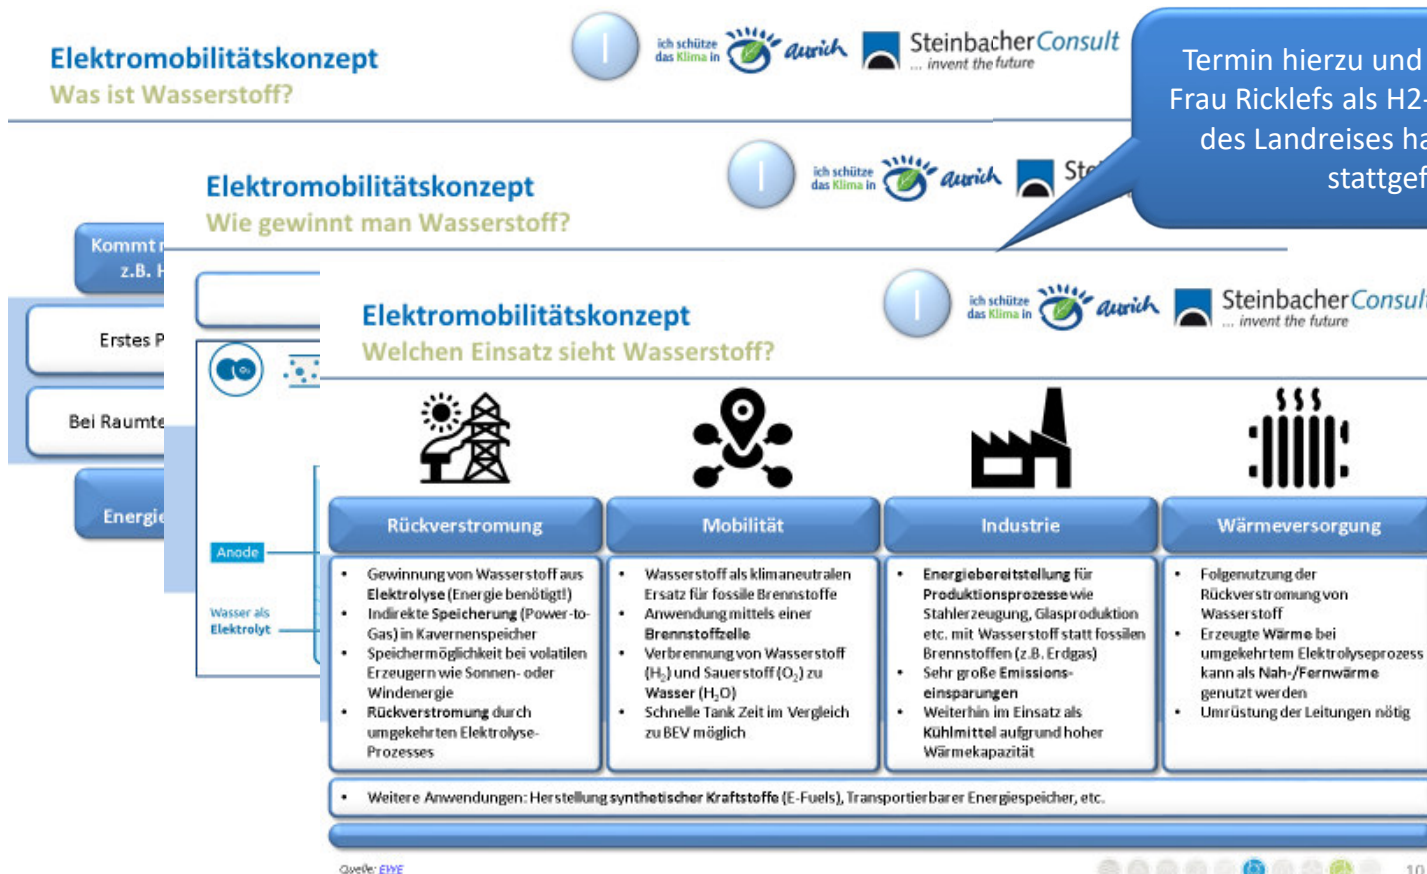 Elektromobilitätskonzept
Was ist Wasserstoff?
ich schütze
das Klima in
aurich
SteinbacherConsult
... invent the future
Termin hierzu und
Frau Ricklefs als H2-
des Landreises ha
stattgef
Elektromobilitätskonzept
Wie gewinnt man Wasserstoff?
ich schütze
das Klima in
aurich
Kommt
z.B. H
Erstes P
Bei Raumte
Energie
Anode
Wasser als
Elektrolyt
Elektromobilitätskonzept
Welchen Einsatz sieht Wasserstoff?
ich schütze
das Klima in
aurich
SteinbacherConsult
... invent the future
Rückverstromung
• Gewinnung von Wasserstoff aus
Elektrolyse (Energie benötigt!)
• Indirekte Speicherung (Power-to-
Gas) in Kavernenspeicher
• Speichermöglichkeit bei volatilen
Erzeugern wie Sonnen- oder
Windenergie
• Rückverstromung durch
umgekehrten Elektrolyse-
Prozesses
Mobilität
• Wasserstoff als klimaneutralen
Ersatz für fossile Brennstoffe
• Anwendung mittels einer
Brennstoffzelle
• Verbrennung von Wasserstoff
(H₂) und Sauerstoff (O₂) zu
Wasser (H₂O)
• Schnelle Tank Zeit im Vergleich
zu BEV möglich
Industrie
• Energiebereitstellung für
Produktionsprozesse wie
Stahlerzeugung, Glasproduktion
etc. mit Wasserstoff statt fossilen
Brennstoffen (z.B. Erdgas)
• Sehr große Emissions-
einsparungen
• Weiterhin im Einsatz als
Kühlmittel aufgrund hoher
Wärmekapazität
Wärmeversorgung
• Folgenutzung der
Rückverstromung von
Wasserstoff
• Erzeugte Wärme bei
umgekehrtem Elektrolyseprozess
kann als Nah-/Fernwärme
genutzt werden
• Umrüstung der Leitungen nötig
• Weitere Anwendungen: Herstellung synthetischer Kraftstoffe (E-Fuels), Transportierbarer Energiespeicher, etc.
Quelle: EWE
10